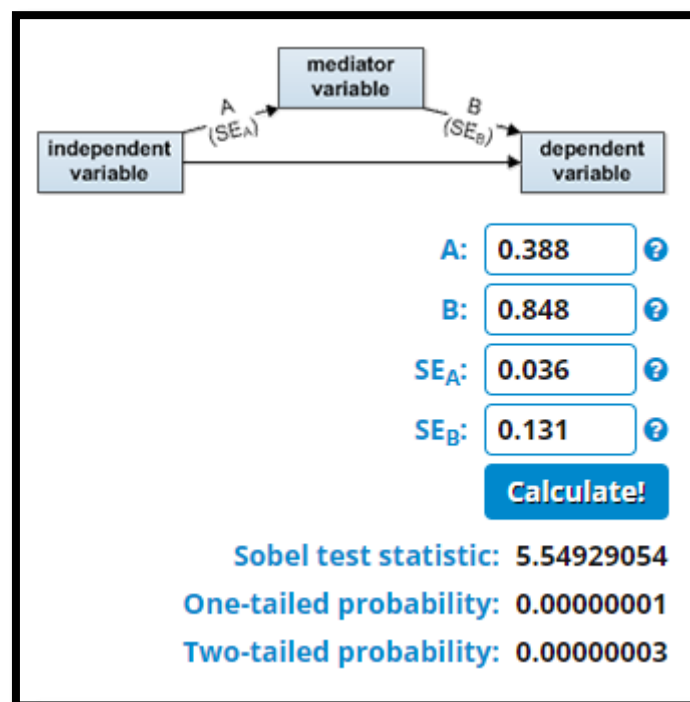 mediator
variable
A
(SEA)
B
(SEB)
independent
variable
dependent
variable
A: 0.388 ?
B: 0.848 ?
SEA: 0.036 ?
SEB: 0.131 ?
Calculate!
Sobel test statistic: 5.54929054
One-tailed probability: 0.00000001
Two-tailed probability: 0.00000003